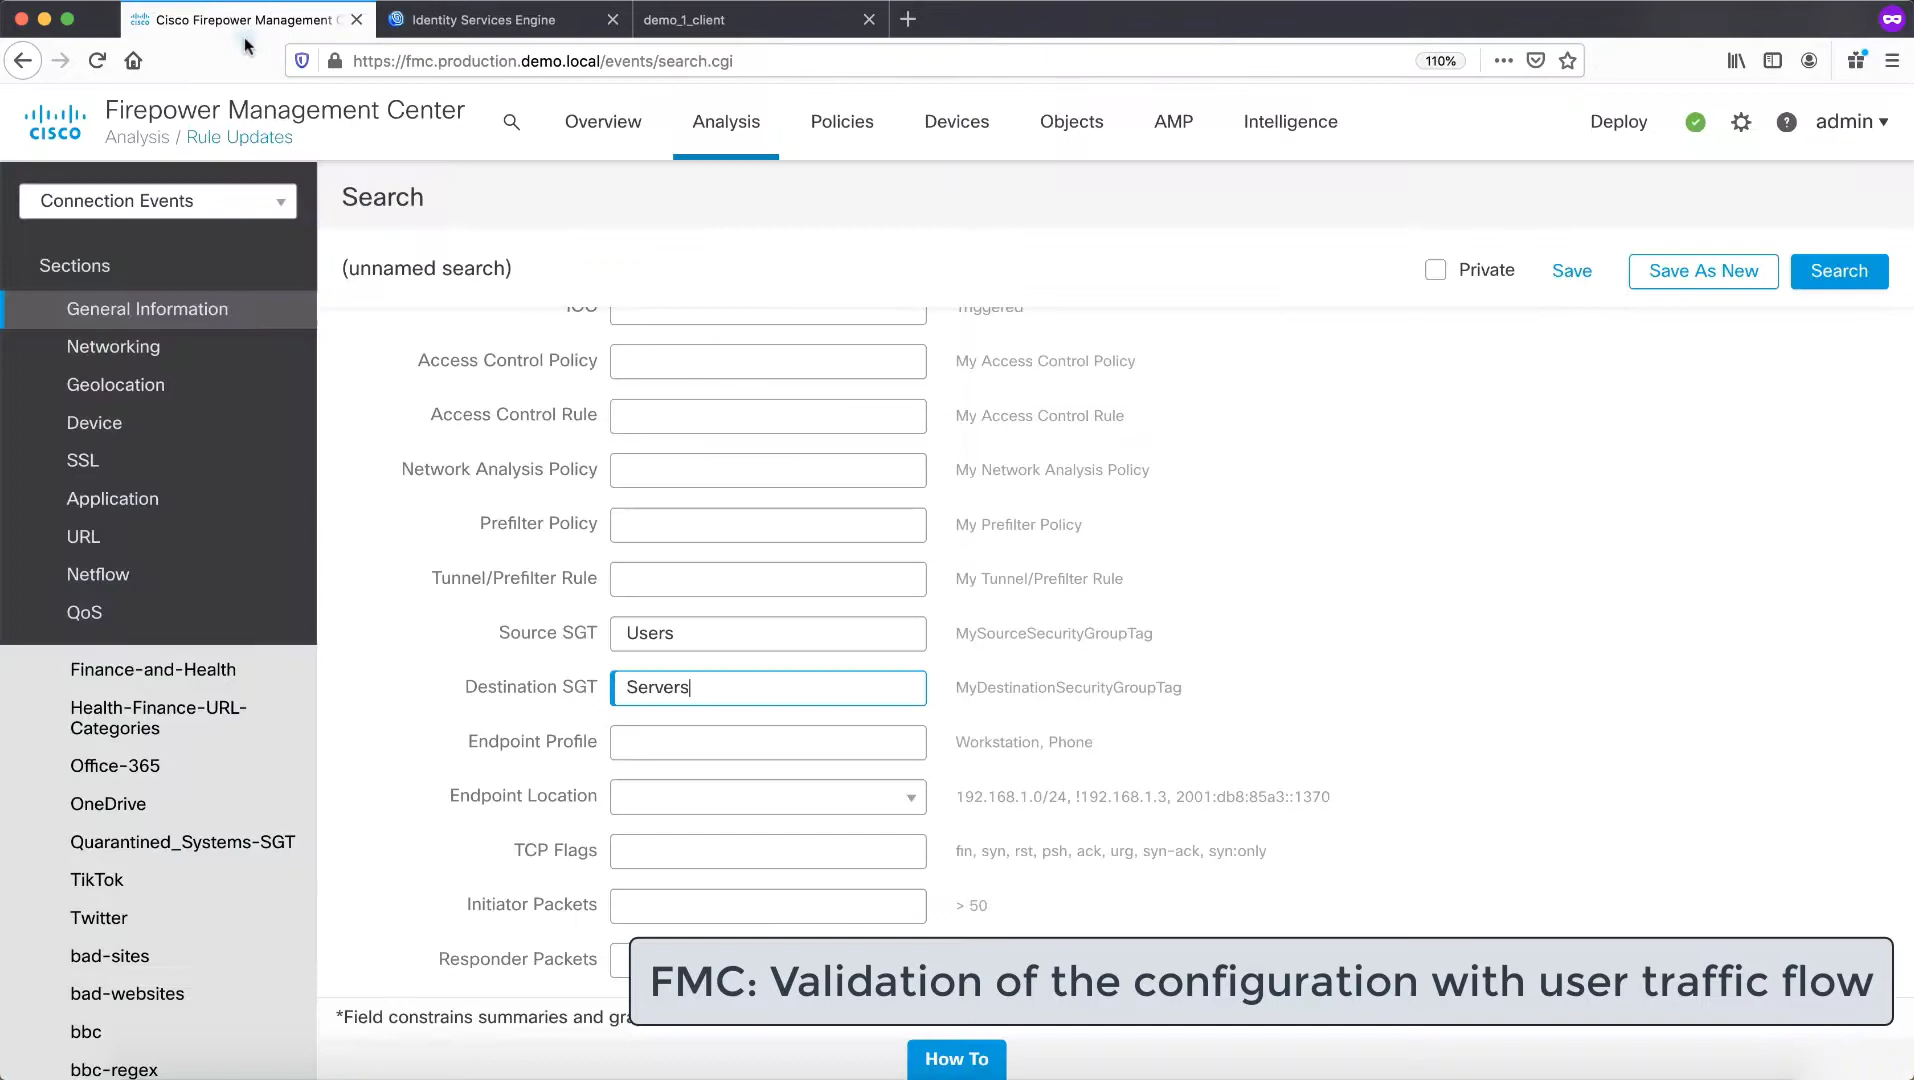 Cisco Firepower Management C
Identity Services Engine
demo_1_client
https://fmc.production.demo.local/events/search.cgi
110%
CISCO
Firepower Management Center
Analysis / Rule Updates
Overview
Analysis
Policies
Devices
Objects
AMP
Intelligence
Deploy
admin
Connection Events
Search
Sections
(unnamed search)
Private
Save
Save As New
Search
General Information
Networking
Geolocation
Device
SSL
Application
URL
Netflow
QoS
Finance-and-Health
Health-Finance-URL-
Categories
Office-365
OneDrive
Quarantined_Systems-SGT
TikTok
Twitter
bad-sites
bad-websites
bbc
bbc-regex
Triggered
Access Control Policy
My Access Control Policy
Access Control Rule
My Access Control Rule
Network Analysis Policy
My Network Analysis Policy
Prefilter Policy
My Prefilter Policy
Tunnel/Prefilter Rule
My Tunnel/Prefilter Rule
Source SGT
Users
MySourceSecurityGroupTag
Destination SGT
Servers
MyDestinationSecurityGroupTag
Endpoint Profile
Workstation, Phone
Endpoint Location
192.168.1.0/24, !192.168.1.3, 2001:db8:85a3::1370
TCP Flags
fin, syn, rst, psh, ack, urg, syn-ack, syn:only
Initiator Packets
> 50
Responder Packets
FMC: Validation of the configuration with user traffic flow
*Field constrains summaries and gra
How To